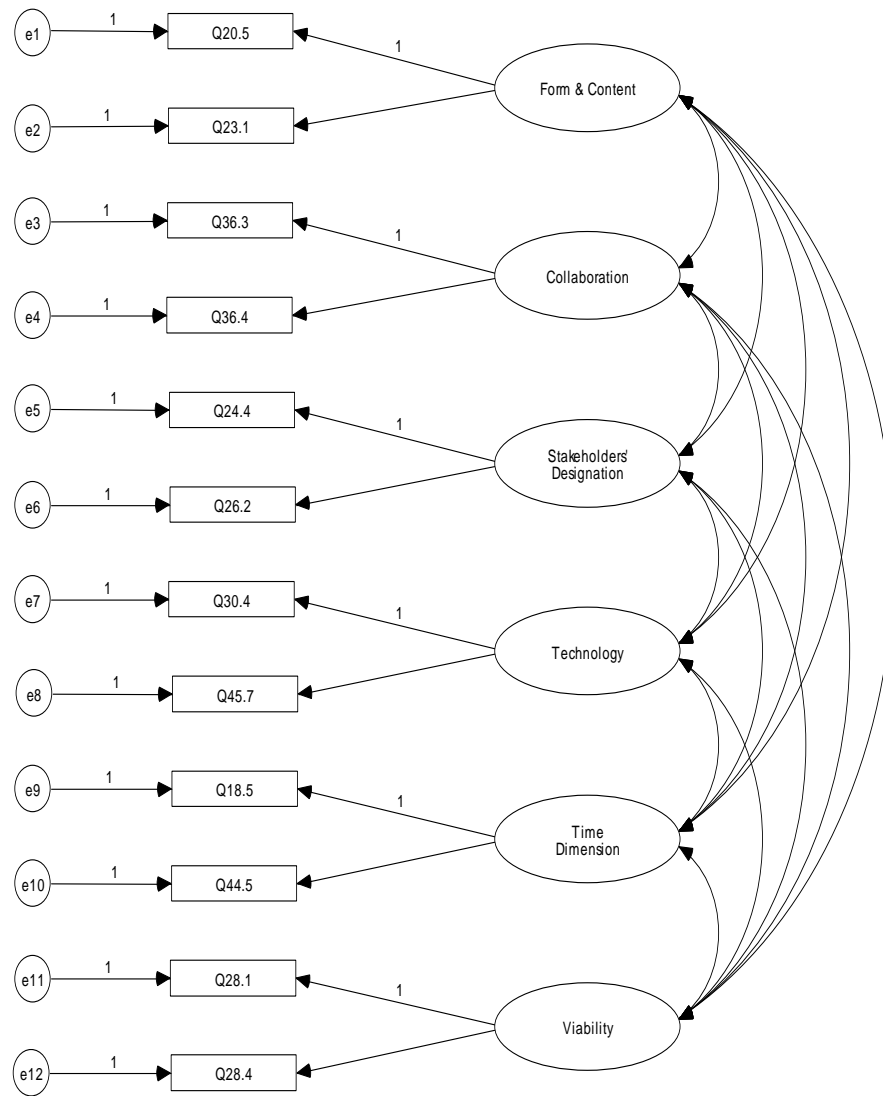 e1
1
Q20.5
1
Form & Content
e2
1
Q23.1
e3
1
Q36.3
1
Collaboration
e4
1
Q36.4
e5
1
Q24.4
1
Stakeholders'
Designation
e6
1
Q26.2
e7
1
Q30.4
1
Technology
e8
1
Q45.7
e9
1
Q18.5
1
Time
Dimension
e10
1
Q44.5
e11
1
Q28.1
1
Viability
e12
1
Q28.4